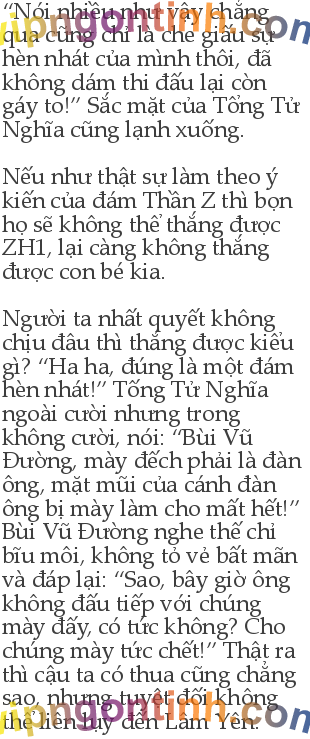 “Nói nhiều như vậy chẳng
qua cũng chỉ là che giấu sự
hèn nhát của mình thôi, đã
không dám thi đấu lại còn
gáy to!” Sắc mặt của Tổng Tử
Nghĩa cũng lạnh xuống.
Nếu như thật sự làm theo ý
kiến của đám Thần Z thì bọn
họ sẽ không thể thắng được
ZH1, lại càng không thắng
được con bé kia.
Người ta nhất quyết không
chịu đâu thì thắng được kiểu
gì? “Ha ha, đúng là một đám
hèn nhát!” Tống Tử Nghĩa
ngoài cười nhưng trong
không cười, nói: “Bùi Vũ
Đường, mày đếch phải là đàn
ông, mặt mũi của cánh đàn
ông bị mày làm cho mất hết!”
Bùi Vũ Đường nghe thế chỉ
bĩu môi, không tỏ vẻ bất mãn
và đáp lại: “Sao, bây giờ ông
không đấu tiếp với chúng
mày đấy, có tức không? Cho
chúng mày tức chết!” Thật ra
thì cậu ta có thua cũng chẳng
sao, nhưng tuyệt đối không
thể liên lụy đến Lâm Yên.
vipngontinh.com
vipngontinh.com